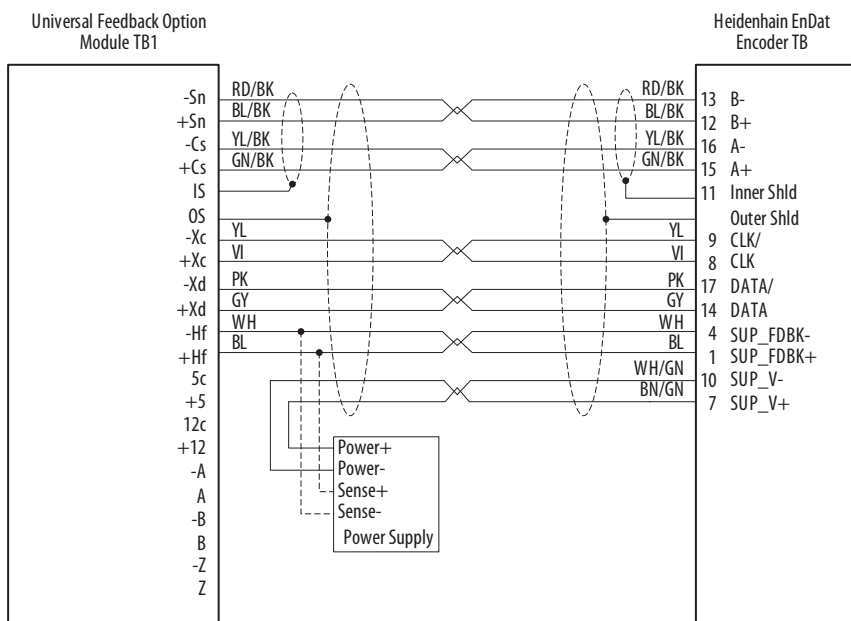 Universal Feedback Option
Module TB1
Heidenhain EnDat
Encoder TB
-Sn RD/BK RD/BK 13 B-
+Sn BL/BK BL/BK 12 B+
-Cs YL/BK YL/BK 16 A-
+Cs GN/BK GN/BK 15 A+
IS 11 Inner Shld
OS Outer Shld
-Xc YL YL 9 CLK/
+Xc VI VI 8 CLK
-Xd PK PK 17 DATA/
+Xd GY GY 14 DATA
-Hf WH WH 4 SUP_FDBK-
+Hf BL BL 1 SUP_FDBK+
5c WH/GN 10 SUP_V-
+5 BN/GN 7 SUP_V+
12c
+12 Power+
-A Power-
A Sense+
-B Sense-
B Power Supply
-Z
Z